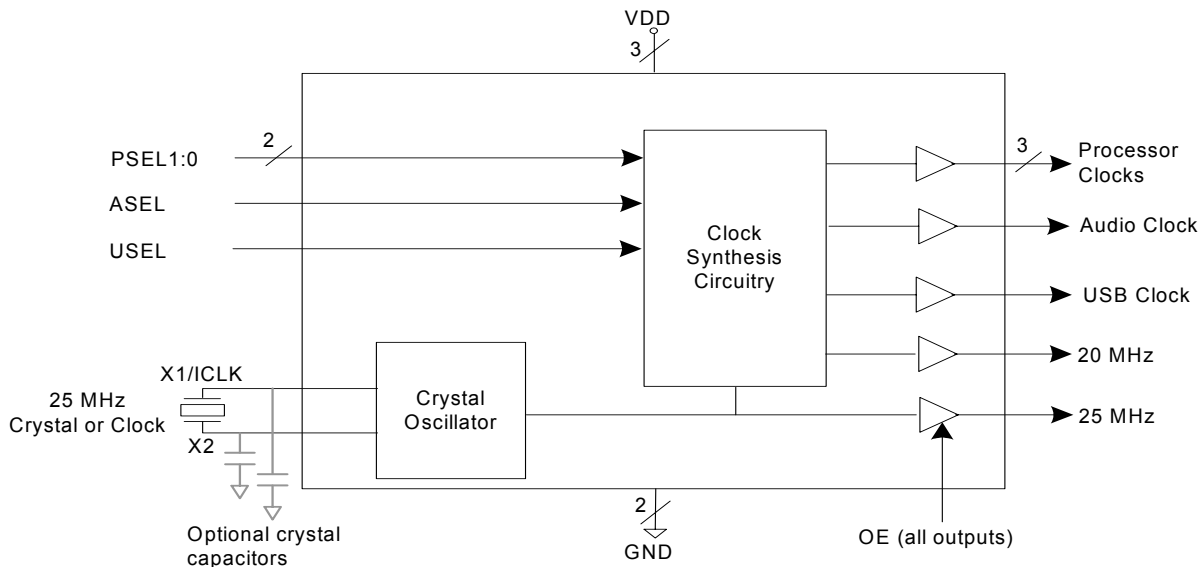 VDD
3
PSEL1:0
2
ASEL
USEL
Clock
Synthesis
Circuitry
3
Processor
Clocks
Audio Clock
USB Clock
20 MHz
25 MHz
X1/ICLK
25 MHz
Crystal or Clock
X2
Crystal
Oscillator
Optional crystal
capacitors
2
GND
OE (all outputs)